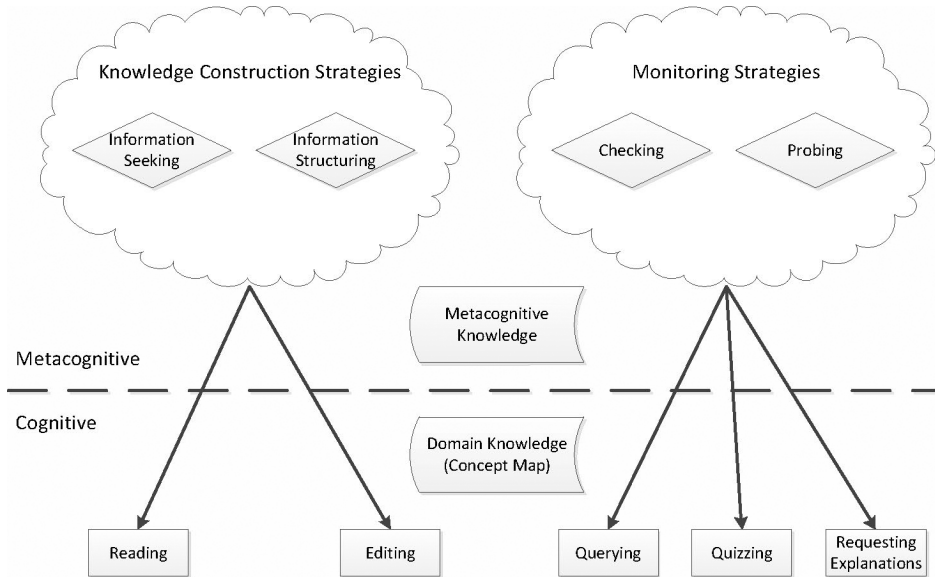 Knowledge Construction Strategies
Monitoring Strategies
Information
Seeking
Information
Structuring
Checking
Probing
Metacognitive
Knowledge
Metacognitive
Cognitive
Domain Knowledge
(Concept Map)
Reading
Editing
Querying
Quizzing
Requesting
Explanations